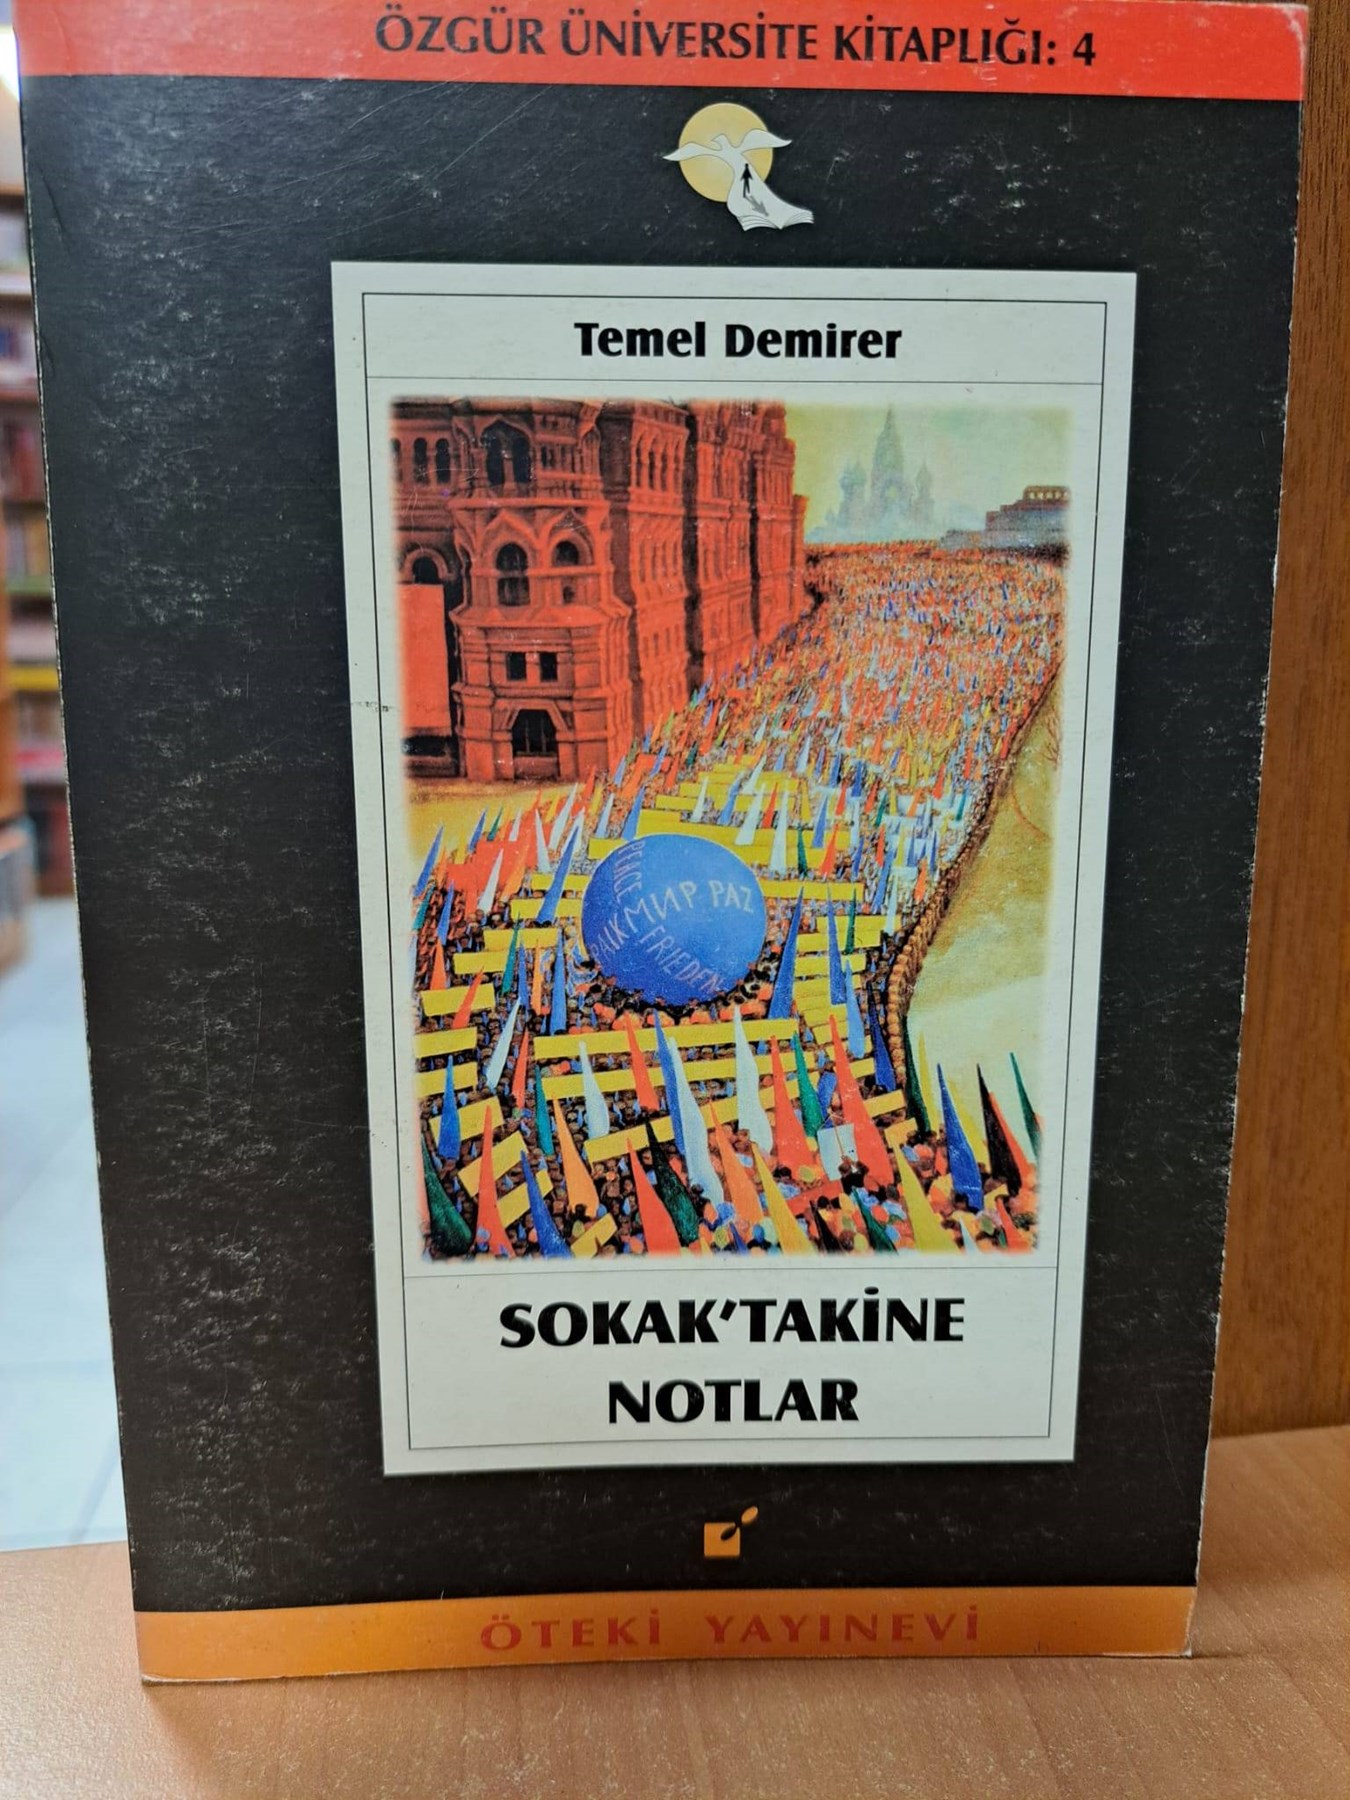 ÖZGÜR ÜNİVERSİTE KİTAPLIĞI: 4
Temel Demirer
PEACE
МИР PAZ
FRIEDEN
SOKAK'TAKİNE
NOTLAR
ÖTEKİ YAYINEVİ